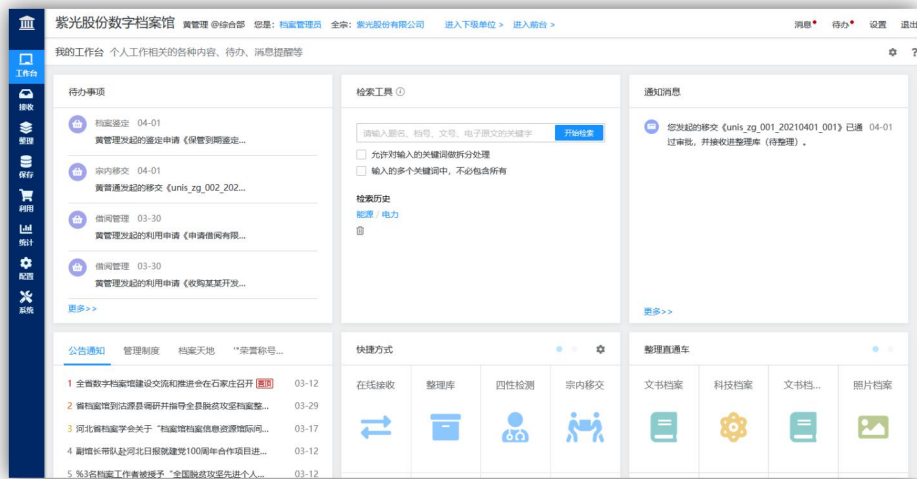 紫光股份数字档案馆 黄管理 @综合部 您是：档案管理员 全宗：紫光股份有限公司 进入下级单位 > 进入前台 > 消息 待办 设置 退出
我的工作台 个人工作相关的各种内容、待办、消息提醒等 ?
工作台
接收
整理
保存
利用
统计
配置
系统
待办事项
档案鉴定 04-01
黄管理发起的鉴定申请《保管到期鉴定...
宗内移交 04-01
黄普通发起的移交《unis_zg_002_202...
借阅管理 03-30
黄管理发起的利用申请《申请借阅有限...
借阅管理 03-30
黄管理发起的利用申请《收购某某开发...
更多>>
检索工具
请输入题名、档号、文号、电子原文的关键字 开始检索
允许对输入的关键词做拆分处理
输入的多个关键词中，不必包含所有
检索历史
能源 / 电力
通知消息
您发起的移交《unis_zg_001_20210401_001》已通 04-01
过审批，并接收进整理库（待整理）。
更多>>
公告通知 管理制度 档案天地 '"荣誉称号...
1 全省数字档案馆建设交流和推进会在石家庄召开 置顶 03-12
2 省档案馆到沽源县调研并指导全县脱贫攻坚档案整... 03-29
3 河北省档案学会关于“档案馆档案信息资源馆际间... 03-17
4 副馆长带队赴河北日报就建党100周年合作项目进... 03-12
5 %3名档案工作者被授予“全国脱贫攻坚先进个人... 03-12
快捷方式
在线接收 整理库 四性检测 宗内移交
整理直通车
文书档案 科技档案 文书档... 照片档案